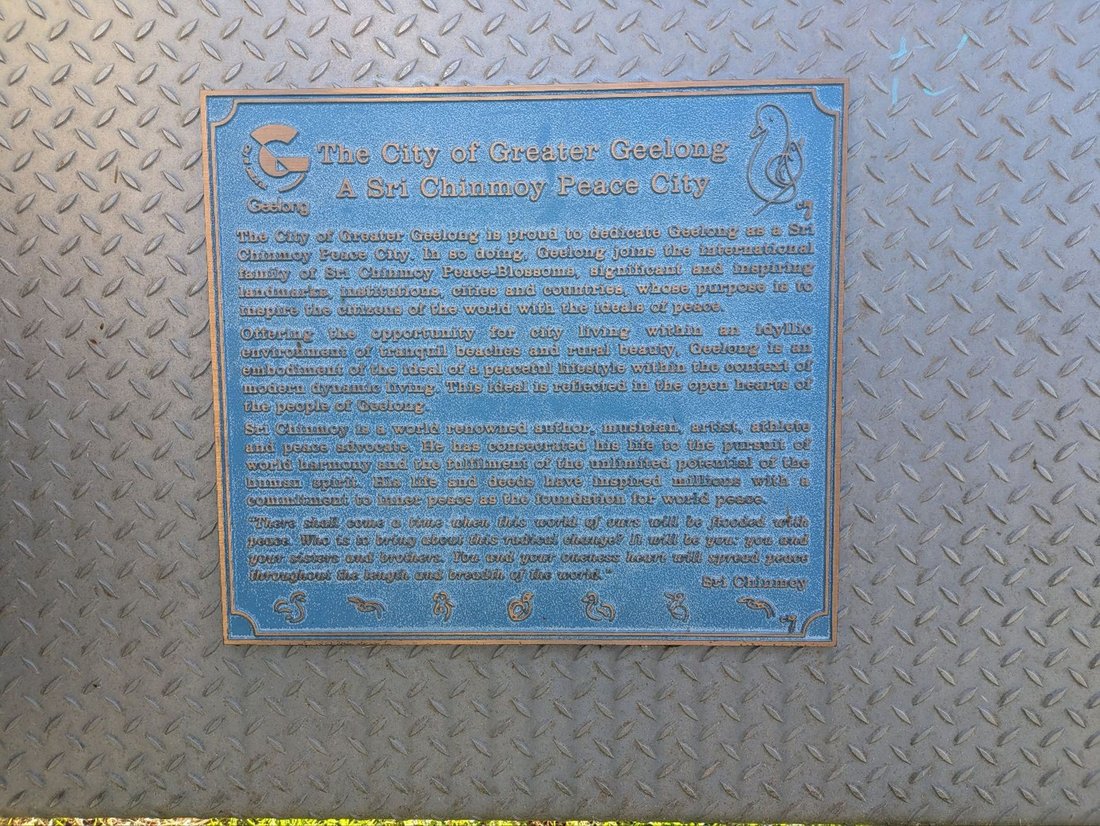 The City of Greater Geelong
A Sri Chinmoy Peace City
Geelong
The City of Greater Geelong is proud to dedicate Geelong as a Sri
Chinmoy Peace City. In so doing, Geelong joins the international
family of Sri Chinmoy Peace-Blossoms, significant and inspiring
landmarks, institutions, cities and countries, whose purpose is to
inspire the citizens of the world with the ideals of peace.
Offering the opportunity for city living within an idyllic
environment of tranquil beaches and rural beauty, Geelong is an
embodiment of the ideal of a peaceful lifestyle within the context of
modern dynamic living. This ideal is reflected in the open hearts of
the people of Geelong.
Sri Chinmoy is a world renowned author, musician, artist, athlete
and peace advocate. He has consecrated his life to the pursuit of
world harmony and the fulfilment of the unlimited potential of the
human spirit. His life and deeds have inspired millions with a
commitment to inner peace as the foundation for world peace.
"There shall come a time when this world of ours will be flooded with
peace. Who is to bring about this radical change? It will be you: you and
your sisters and brothers. You and your oneness heart will spread peace
throughout the length and breadth of the world."
Sri Chinmoy